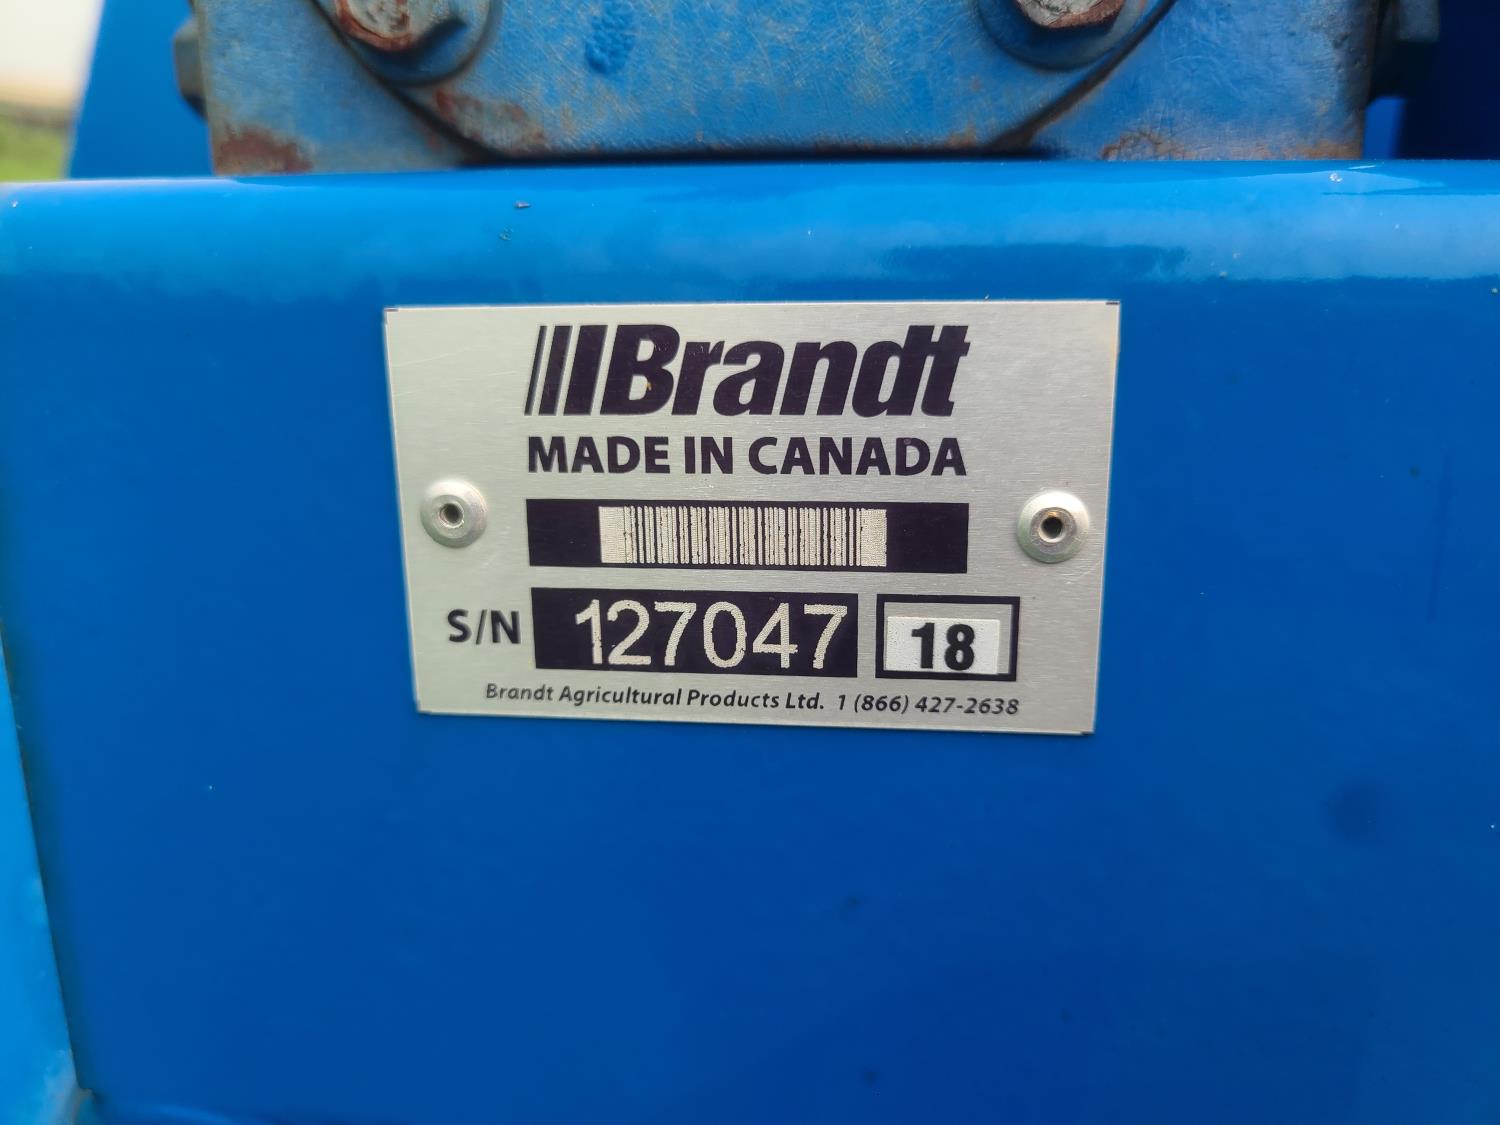 Brandt
MADE IN CANADA
S/N 127047 18
Brandt Agricultural Products Ltd. 1 (866) 427-2638